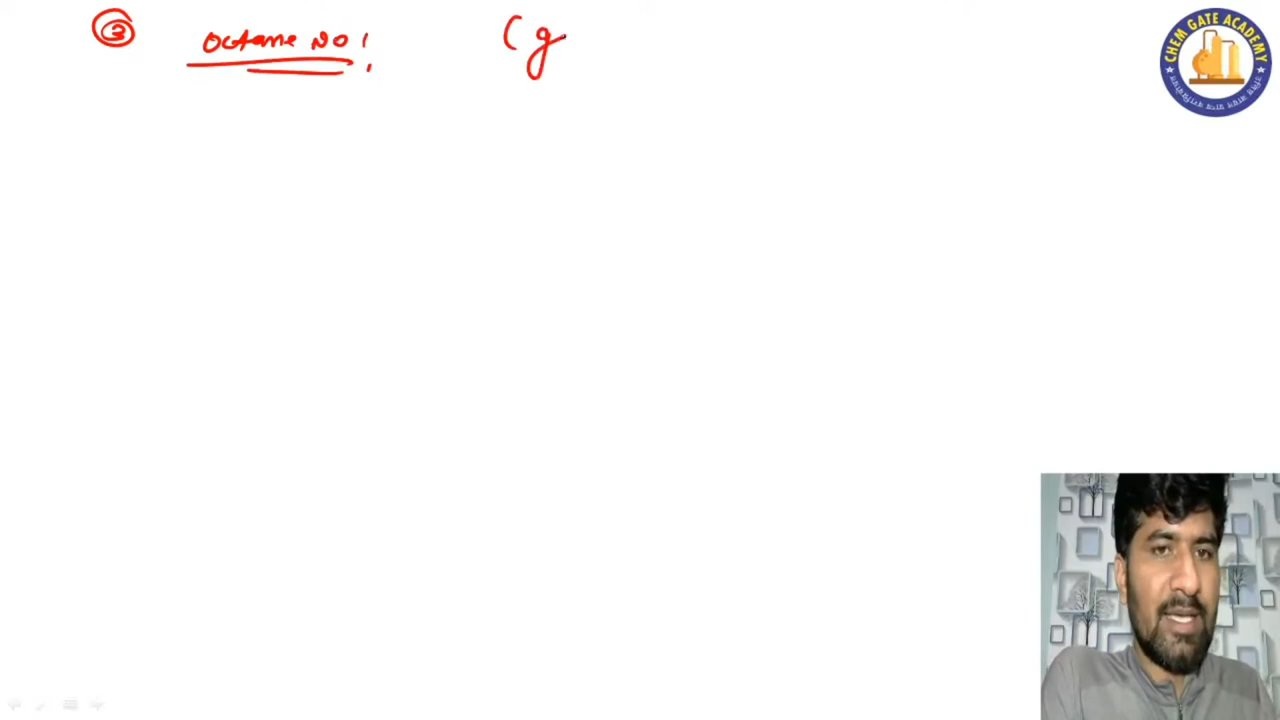 ③ Octane NO :
( g
CHEM GATE ACADEMY